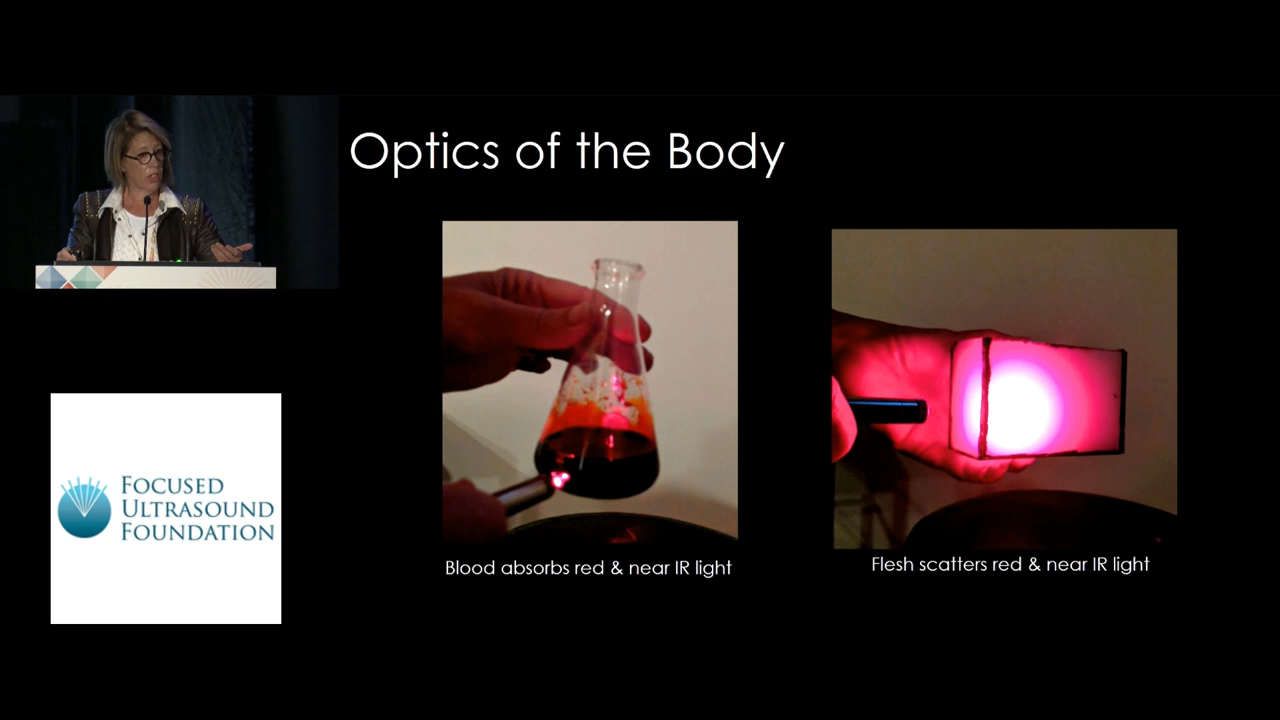 Optics of the Body
FOCUSED
ULTRASOUND
FOUNDATION
Blood absorbs red & near IR light
Flesh scatters red & near IR light